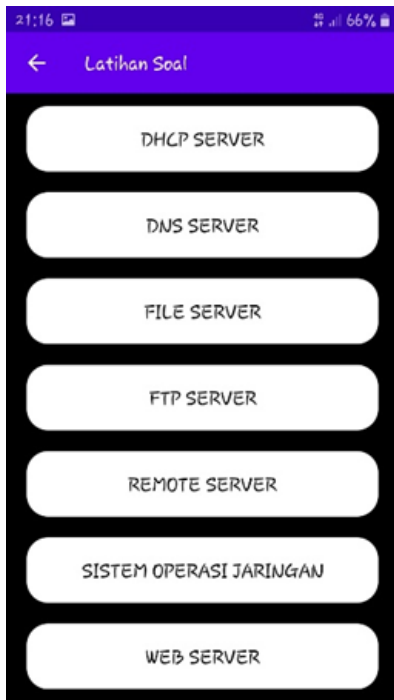 21:16 66%
Latihan Soal
DHCP SERVER
DNS SERVER
FILE SERVER
FTP SERVER
REMOTE SERVER
SISTEM OPERASI JARINGAN
WEB SERVER